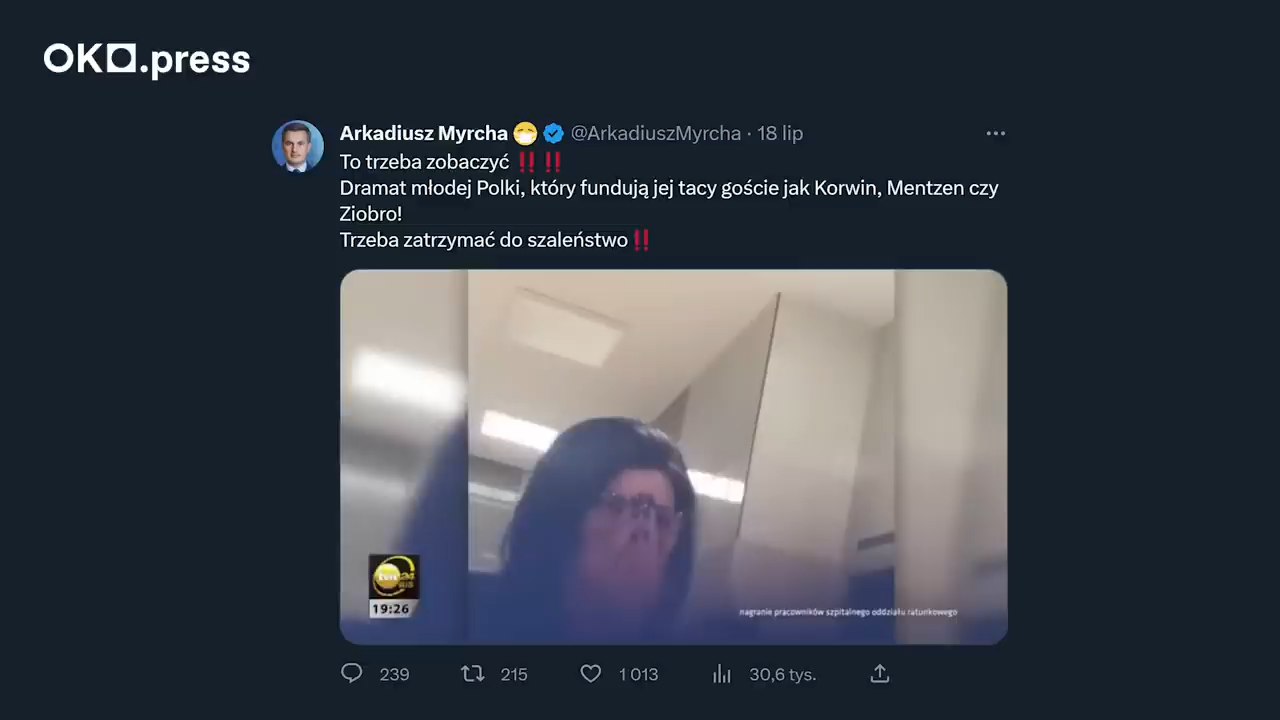 OKO.press
Arkadiusz Myrcha @ArkadiuszMyrcha · 18 lip
To trzeba zobaczyć ‼️ ‼️
Dramat młodej Polki, który fundują jej tacy goście jak Korwin, Mentzen czy
Ziobro!
Trzeba zatrzymać do szaleństwo ‼️
19:26
nagranie pracowników szpitalnego oddziału ratunkowego
239 215 1 013 30,6 tys.